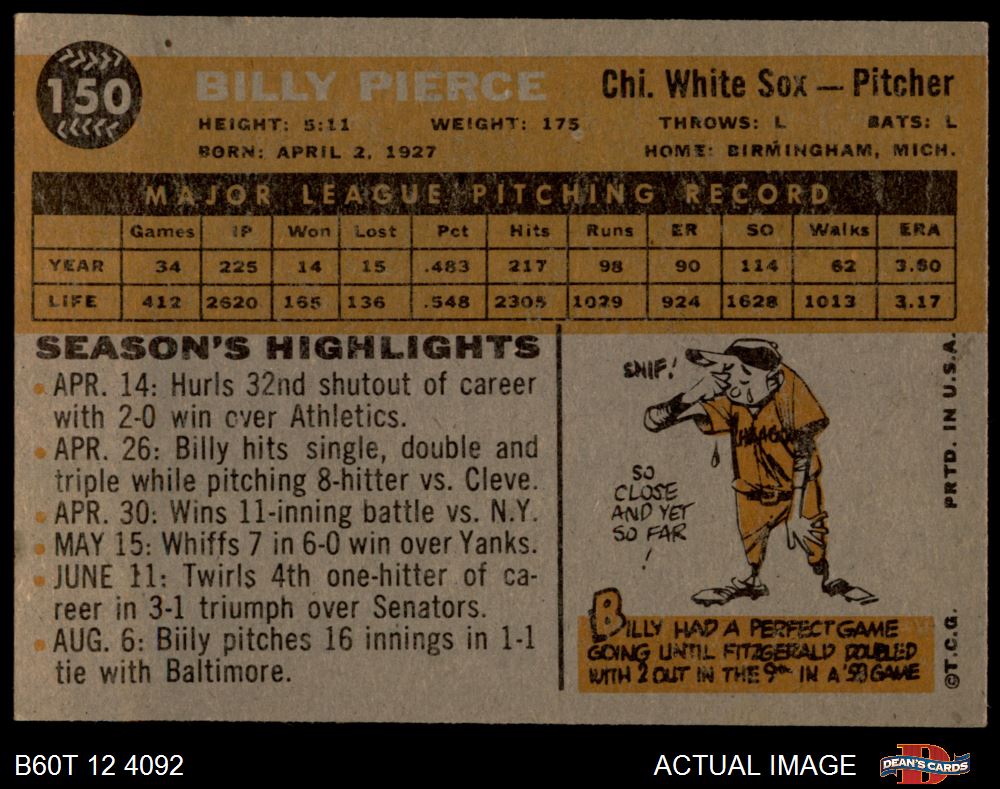 150
BILLY PIERCE
Chi. White Sox — Pitcher
HEIGHT: 5:11 WEIGHT: 175 THROWS: L BATS: L
BORN: APRIL 2, 1927 HOME: BIRMINGHAM, MICH.
MAJOR LEAGUE PITCHING RECORD
Games IP Won Lost Pct Hits Runs ER SO Walks ERA
YEAR 34 225 14 15 .483 217 98 90 114 62 3.60
LIFE 412 2620 165 136 .548 2305 1029 924 1628 1013 3.17
SEASON'S HIGHLIGHTS
• APR. 14: Hurls 32nd shutout of career
with 2-0 win over Athletics.
• APR. 26: Billy hits single, double and
triple while pitching 8-hitter vs. Cleve.
• APR. 30: Wins 11-inning battle vs. N.Y.
• MAY 15: Whiffs 7 in 6-0 win over Yanks.
• JUNE 11: Twirls 4th one-hitter of ca-
reer in 3-1 triumph over Senators.
• AUG. 6: Billy pitches 16 innings in 1-1
tie with Baltimore.
SNIF!
SO
CLOSE
AND YET
SO FAR
!
BILLY HAD A PERFECT GAME
GOING UNTIL FITZGERALD DOUBLED
WITH 2 OUT IN THE 9TH IN A '58 GAME
©T.C.G. PRTD. IN U.S.A.
B60T 12 4092
ACTUAL IMAGE
D
DEAN'S CARDS